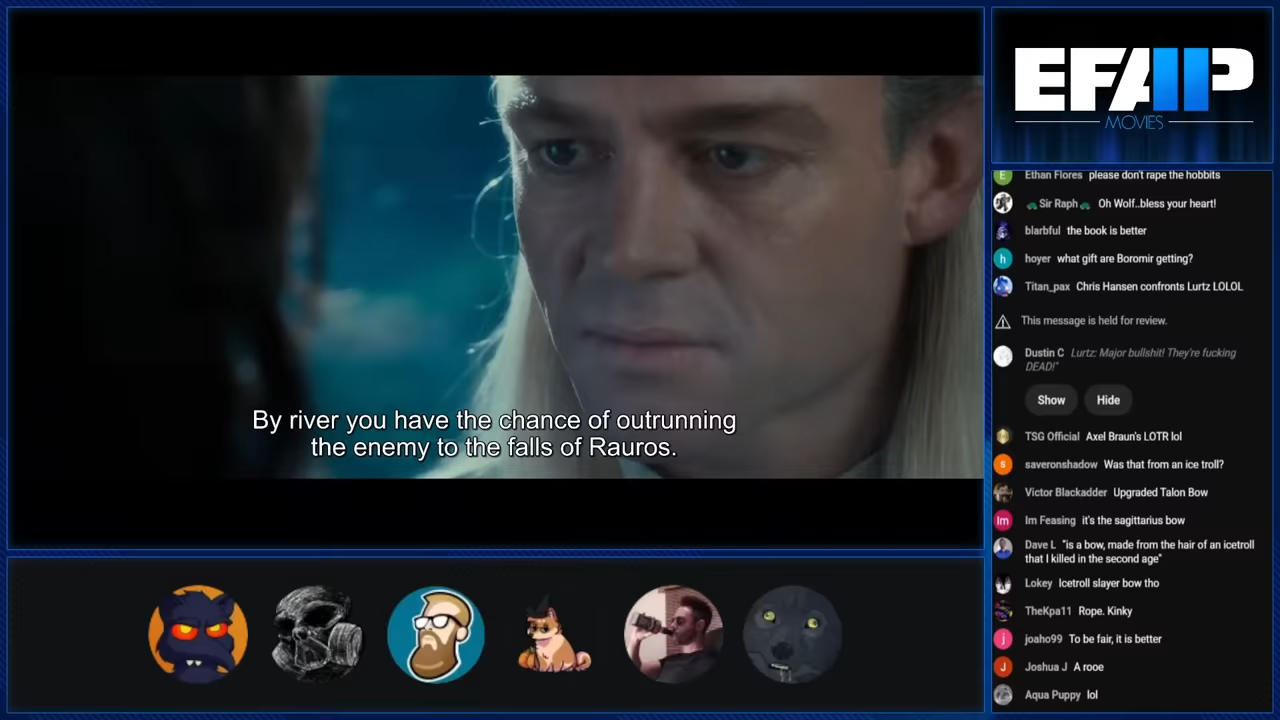 By river you have the chance of outrunning
the enemy to the falls of Rauros.
EFAP
MOVIES
E Ethan Flores please don't rape the hobbits
Sir Raph Oh Wolf..bless your heart!
blarbful the book is better
h hoyer what gift are Boromir getting?
Titan_pax Chris Hansen confronts Lurtz LOLOL
This message is held for review.
Dustin C Lurtz: Major bullshit! They're fucking
DEAD!"
Show Hide
TSG Official Axel Braun's LOTR lol
s saveronshadow Was that from an ice troll?
Victor Blackadder Upgraded Talon Bow
Im Im Feasing it's the sagittarius bow
Dave L "is a bow, made from the hair of an icetroll
that I killed in the second age"
Lokey Icetroll slayer bow tho
TheKpa11 Rope. Kinky
j joaho99 To be fair, it is better
J Joshua J A rooe
Aqua Puppy lol